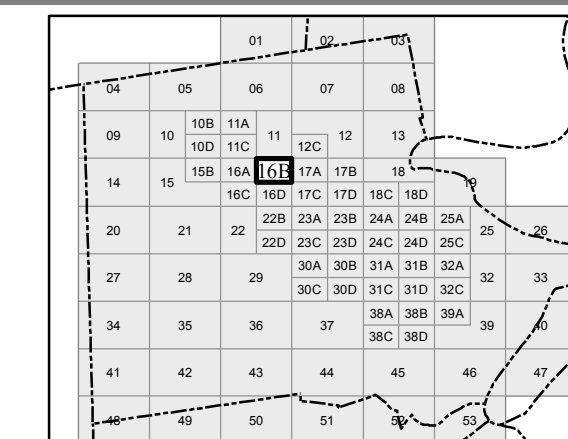 01 02 03
04 05 06 07 08
10B 11A
09 10 11 12 13
10D 11C 12C
15B 16A 16B 17A 17B 18
14 15 19
16C 16D 17C 17D 18C 18D
22B 23A 23B 24A 24B 25A
20 21 22 25 26
22D 23C 23D 24C 24D 25C
30A 30B 31A 31B 32A
27 28 29 32 33
30C 30D 31C 31D 32C
38A 38B 39A
34 35 36 37 39 40
38C 38D
41 42 43 44 45 46 47
48 49 50 51 52 53